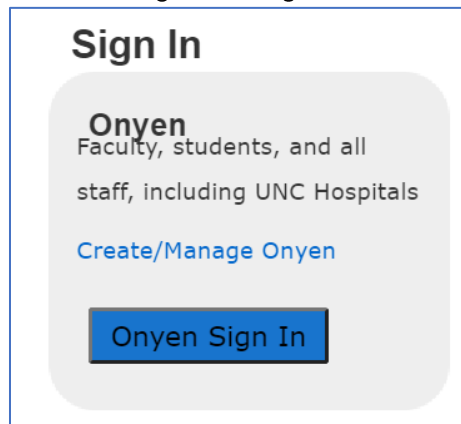 Sign In
Onyen
Faculty, students, and all
staff, including UNC Hospitals
Create/Manage Onyen
Onyen Sign In